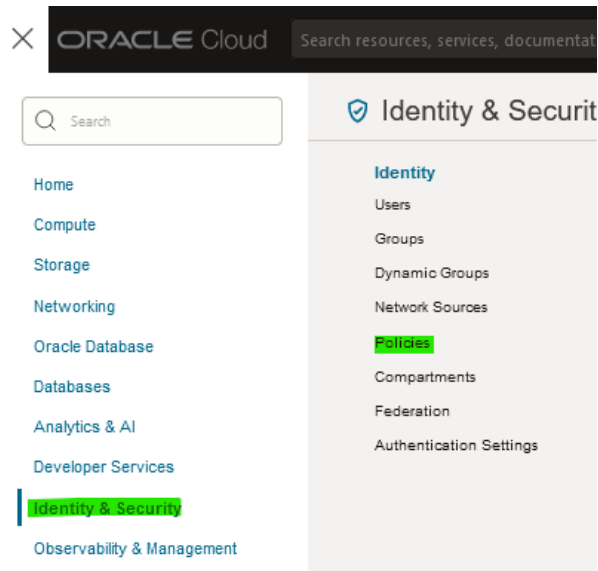 ORACLE Cloud
Search resources, services, documentat
Search
Home
Compute
Storage
Networking
Oracle Database
Databases
Analytics & AI
Developer Services
Identity & Security
Observability & Management
Identity & Securit
Identity
Users
Groups
Dynamic Groups
Network Sources
Policies
Compartments
Federation
Authentication Settings